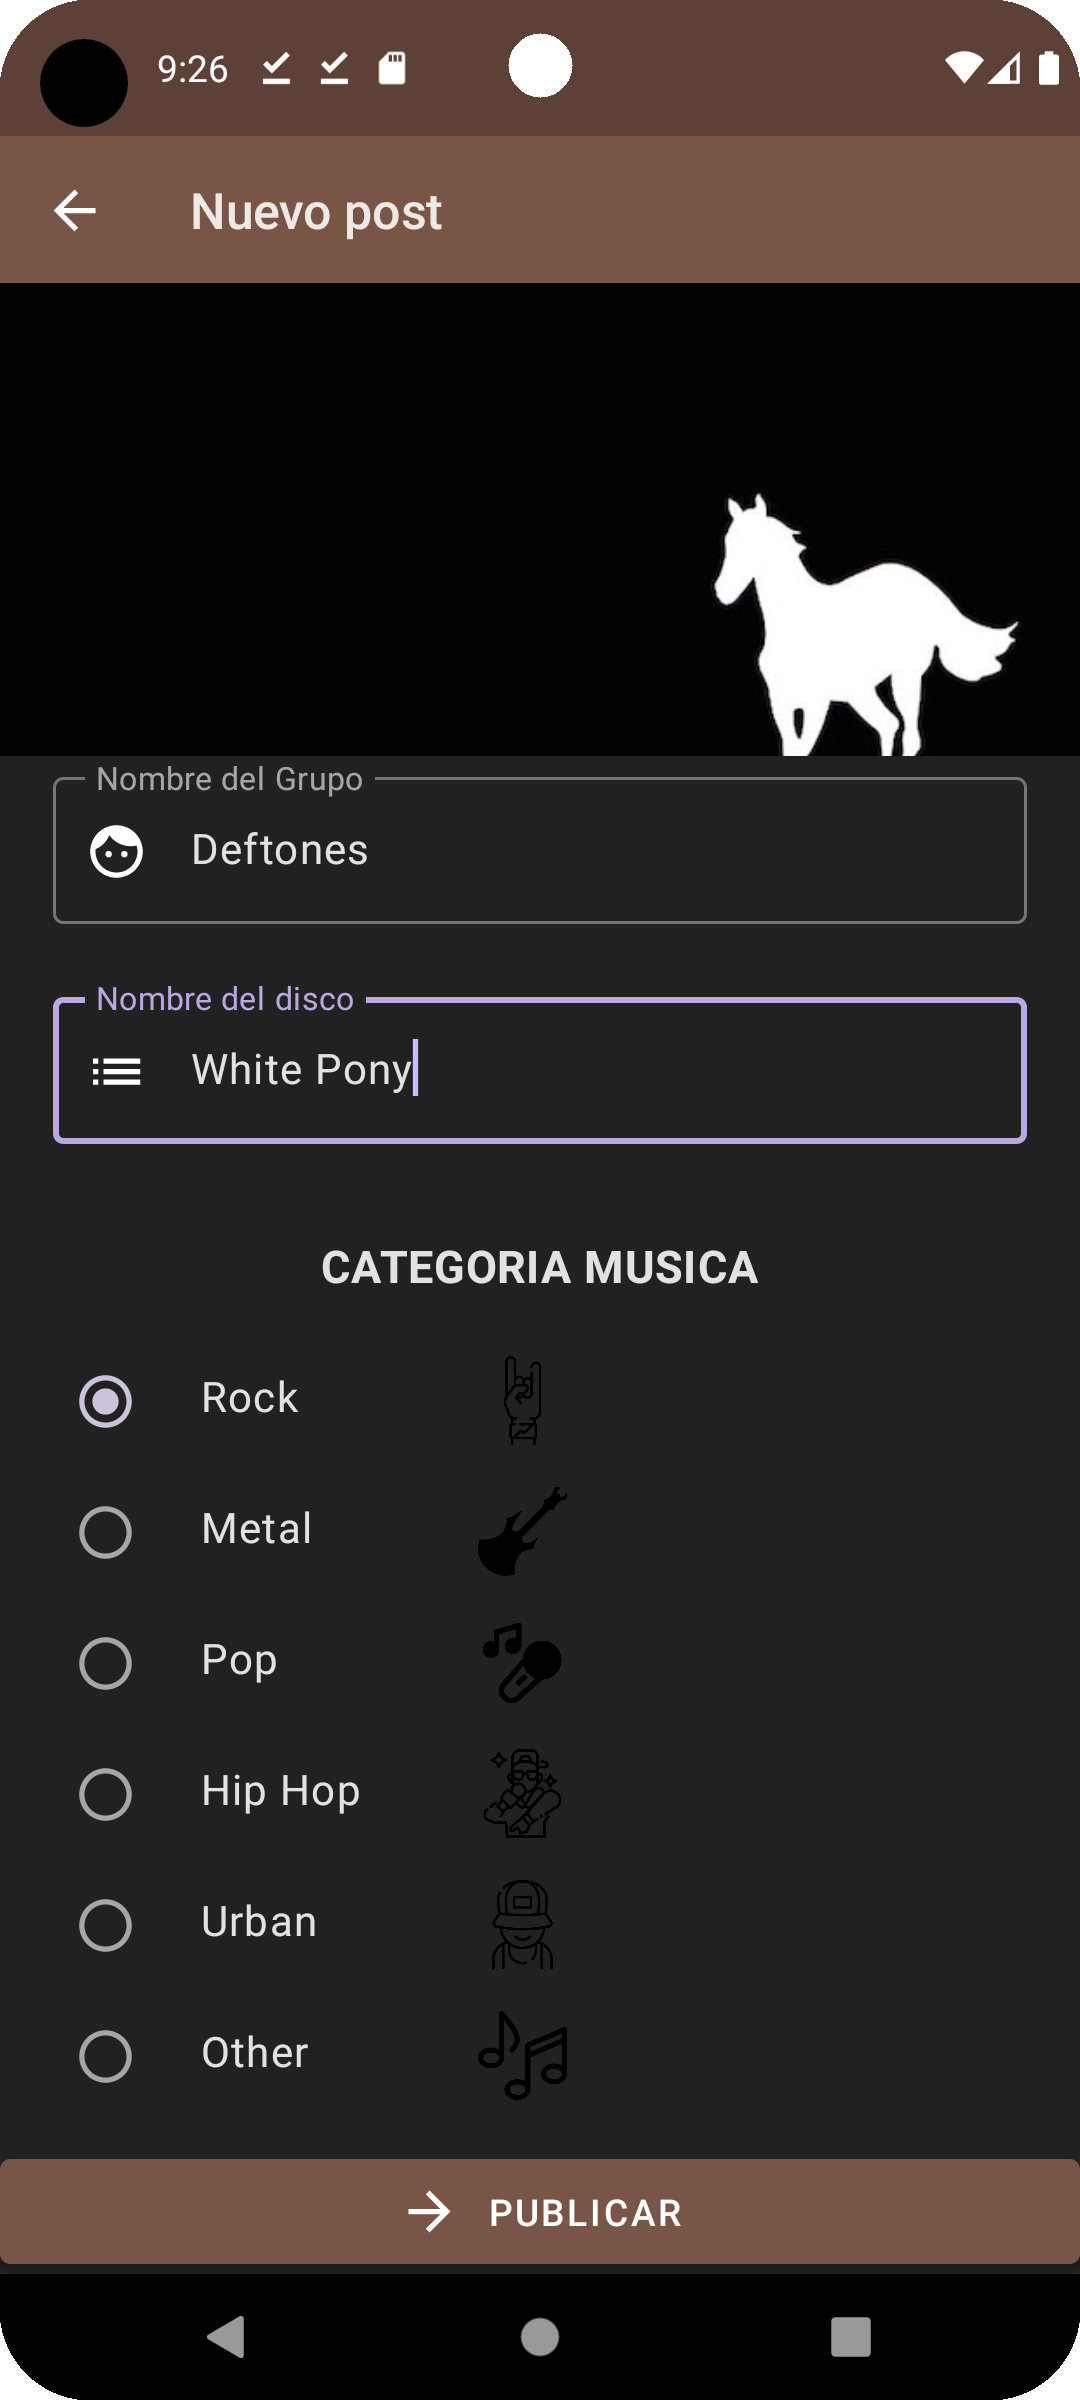 9:26
Nuevo post
Nombre del Grupo
Deftones
Nombre del disco
White Pony
CATEGORIA MUSICA
Rock
Metal
Pop
Hip Hop
Urban
Other
PUBLICAR